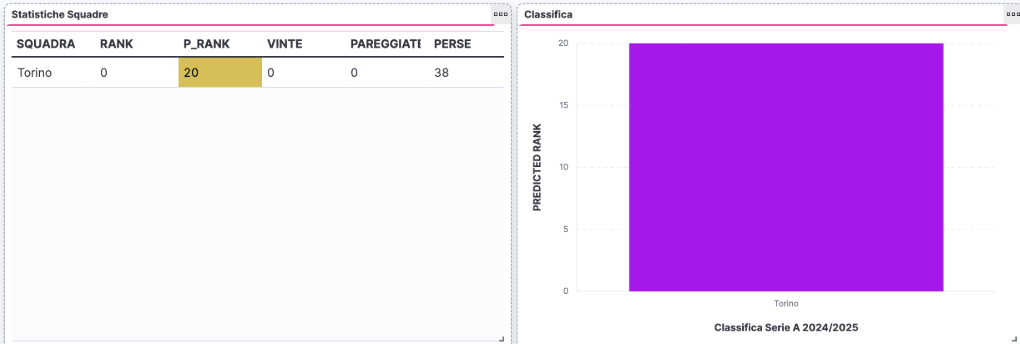 Statistiche Squadre
SQUADRA RANK P_RANK VINTE PAREGGIATE PERSE
Torino 0 20 0 0 38
Classifica
20
15
10
5
0
PREDICTED RANK
Torino
Classifica Serie A 2024/2025